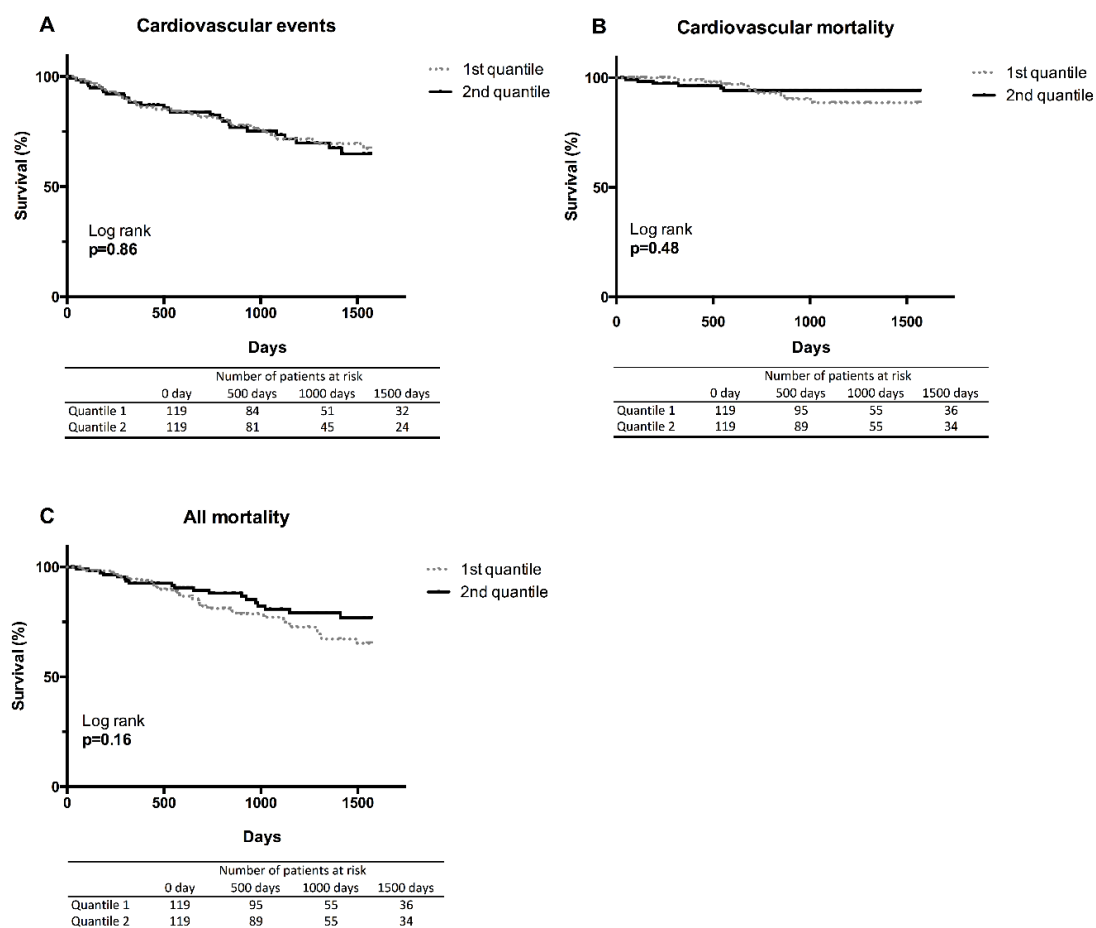 A Cardiovascular events
1st quantile
2nd quantile
100
50
0
Survival (%)
Log rank
p=0.86
0 500 1000 1500
Days
Number of patients at risk
0 day 500 days 1000 days 1500 days
Quantile 1 119 84 51 32
Quantile 2 119 81 45 24
B Cardiovascular mortality
1st quantile
2nd quantile
100
50
0
Survival (%)
Log rank
p=0.48
0 500 1000 1500
Days
Number of patients at risk
0 day 500 days 1000 days 1500 days
Quantile 1 119 95 55 36
Quantile 2 119 89 55 34
C All mortality
1st quantile
2nd quantile
100
50
0
Survival (%)
Log rank
p=0.16
0 500 1000 1500
Days
Number of patients at risk
0 day 500 days 1000 days 1500 days
Quantile 1 119 95 55 36
Quantile 2 119 89 55 34